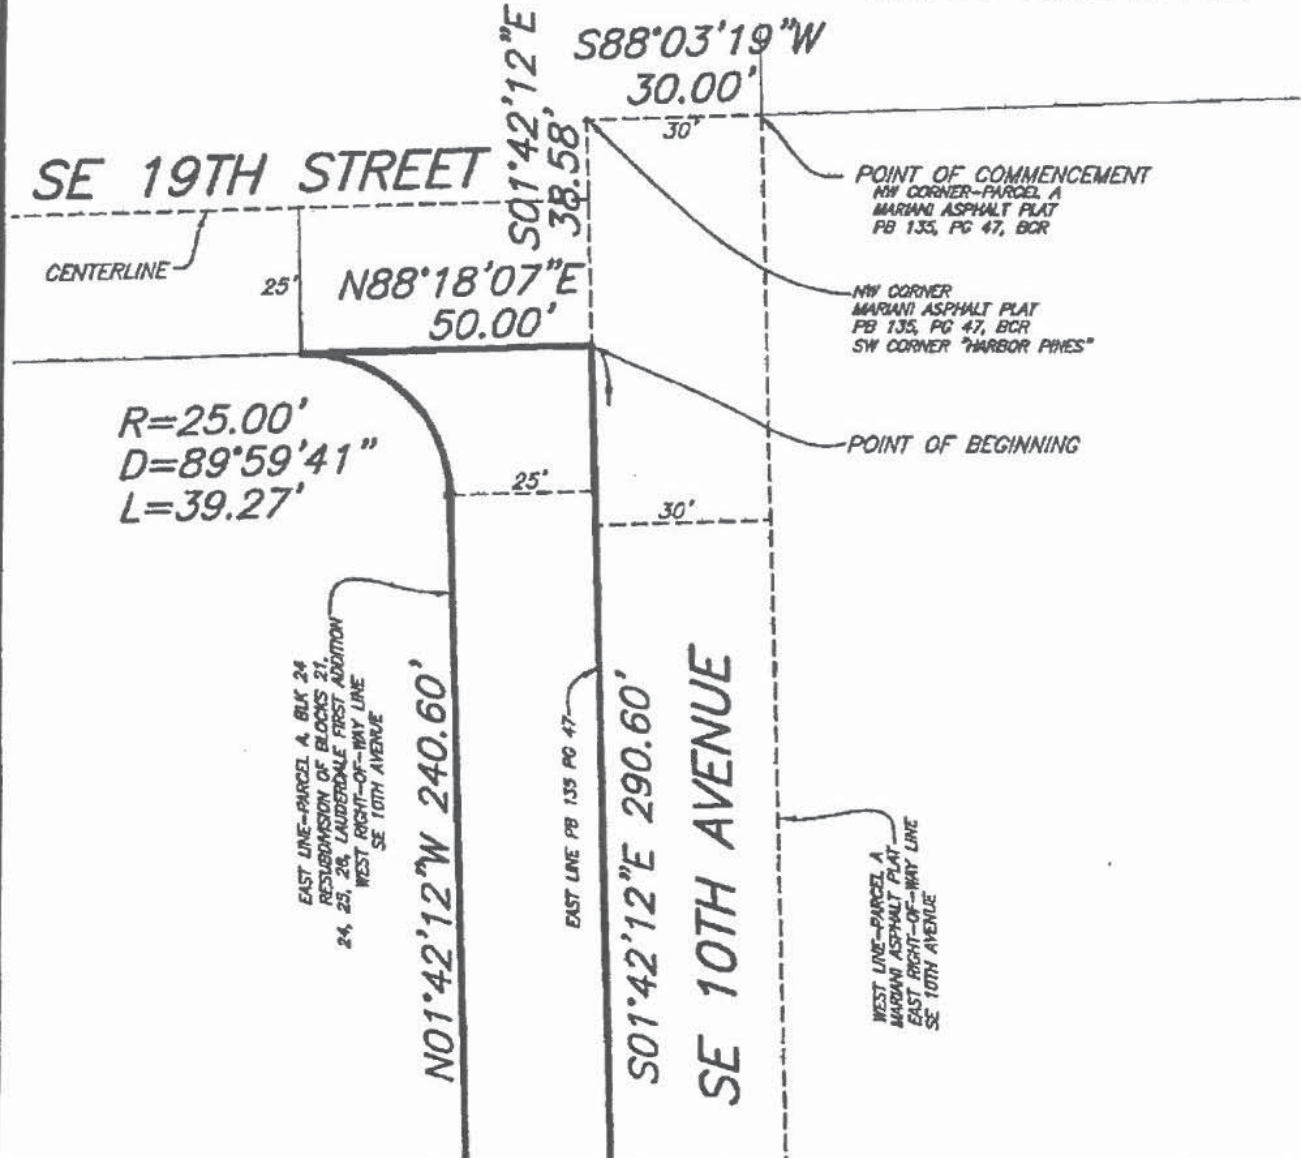 S88°03'19"W
30.00'
30'
S01°42'12"E
38.58'
SE 19TH STREET
POINT OF COMMENCEMENT
NW CORNER-PARCEL A
MARIANI ASPHALT PLAT
PB 135, PG 47, BCR
CENTERLINE
25'
N88°18'07"E
50.00'
NW CORNER
MARIANI ASPHALT PLAT
PB 135, PG 47, BCR
SW CORNER "HARBOR PINES"
R=25.00'
D=89°59'41"
L=39.27'
POINT OF BEGINNING
25'
30'
EAST LINE-PARCEL A, BLK 24
RESUBDIVISION OF BLOCKS 21,
24, 25, 26, LAUDERDALE FIRST ADDITION
WEST RIGHT-OF-WAY LINE
SE 10TH AVENUE
N01°42'12"W 240.60'
EAST LINE PB 135 PG 47
S01°42'12"E 290.60'
SE 10TH AVENUE
WEST LINE-PARCEL A
MARIANI ASPHALT PLAT
EAST RIGHT-OF-WAY LINE
SE 10TH AVENUE